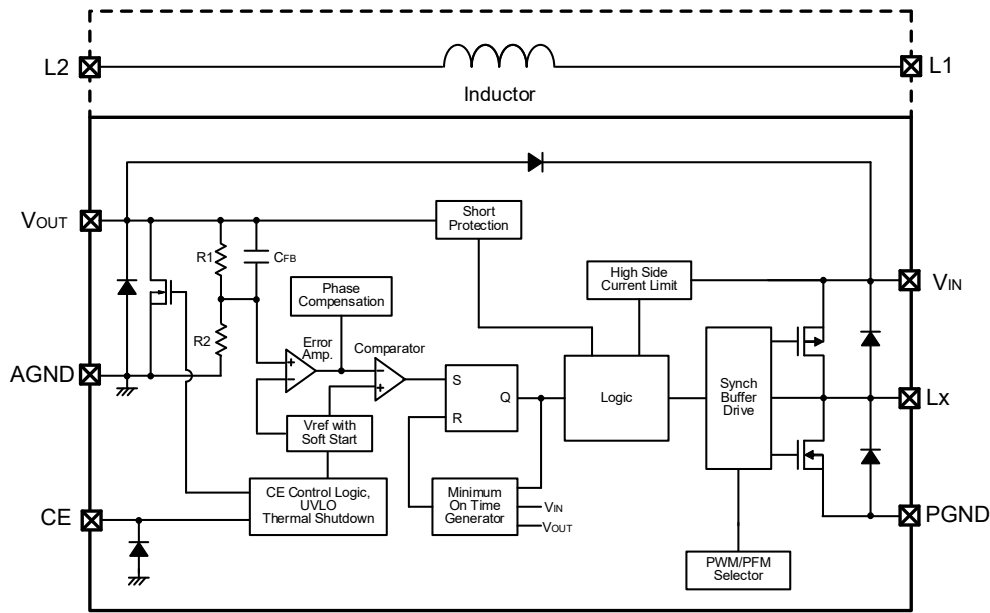 L2
L1
Inductor
VOUT
Short
Protection
R1
CFB
High Side
Current Limit
VIN
Phase
Compensation
R2
Error
Amp.
Comparator
+
−
−
+
AGND
S
Q
R
Logic
Synch
Buffer
Drive
Lx
Vref with
Soft Start
CE Control Logic,
UVLO
Thermal Shutdown
Minimum
On Time
Generator
VIN
VOUT
CE
PGND
PWM/PFM
Selector